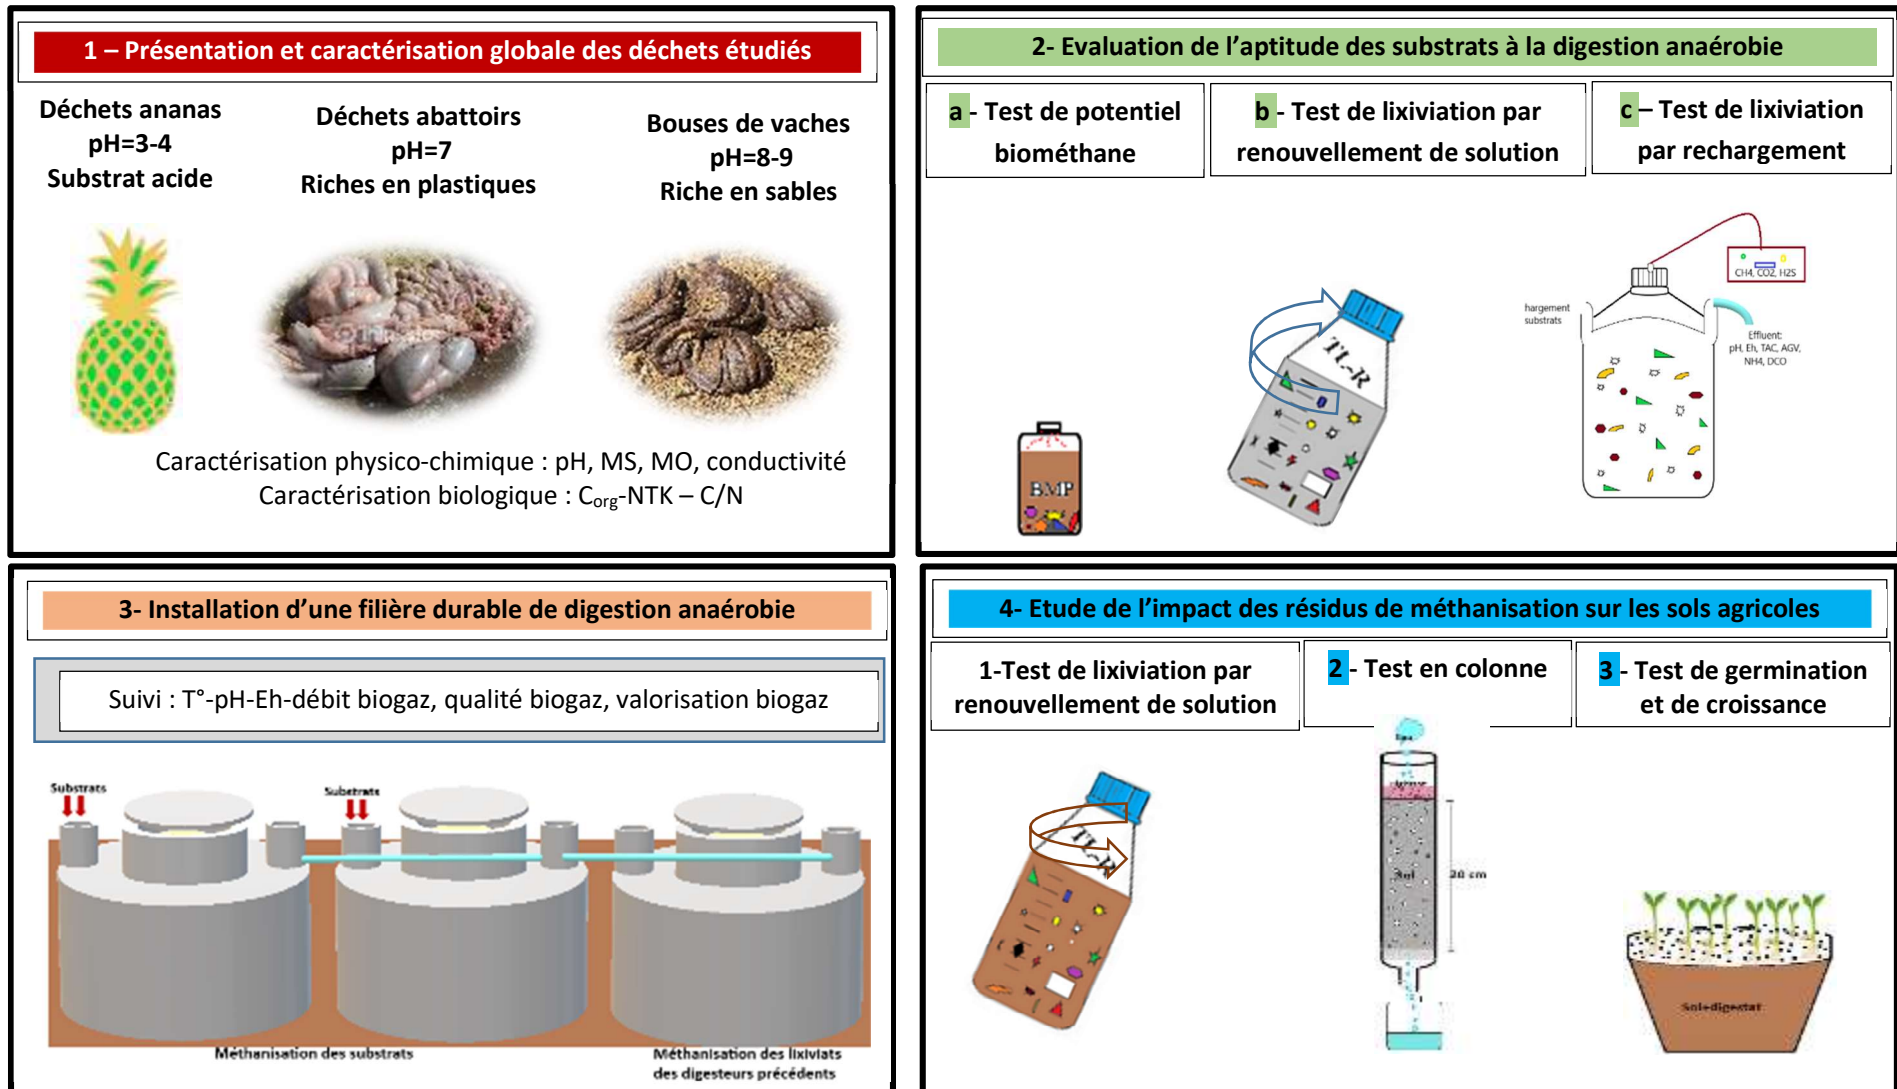 1 – Présentation et caractérisation globale des déchets étudiés
Déchets ananas
pH=3-4
Substrat acide
Déchets abattoirs
pH=7
Riches en plastiques
Bouses de vaches
pH=8-9
Riche en sables
Caractérisation physico-chimique : pH, MS, MO, conductivité
Caractérisation biologique : Corg-NTK – C/N
2- Evaluation de l’aptitude des substrats à la digestion anaérobie
a - Test de potentiel
biométhane
b - Test de lixiviation par
renouvellement de solution
c – Test de lixiviation
par rechargement
BMP
TL-R
CH4, CO2, H2S
hargement
substrats
Effluent:
pH, Eh, TAC, AGV,
NH4, DCO
3- Installation d’une filière durable de digestion anaérobie
Suivi : T°-pH-Eh-débit biogaz, qualité biogaz, valorisation biogaz
Substrats
Substrats
Méthanisation des substrats
Méthanisation des lixiviats
des digesteurs précédents
4- Etude de l’impact des résidus de méthanisation sur les sols agricoles
1-Test de lixiviation par
renouvellement de solution
2 - Test en colonne
3 - Test de germination
et de croissance
TL-R
Eau
Sol
20 cm
Sol+digestat